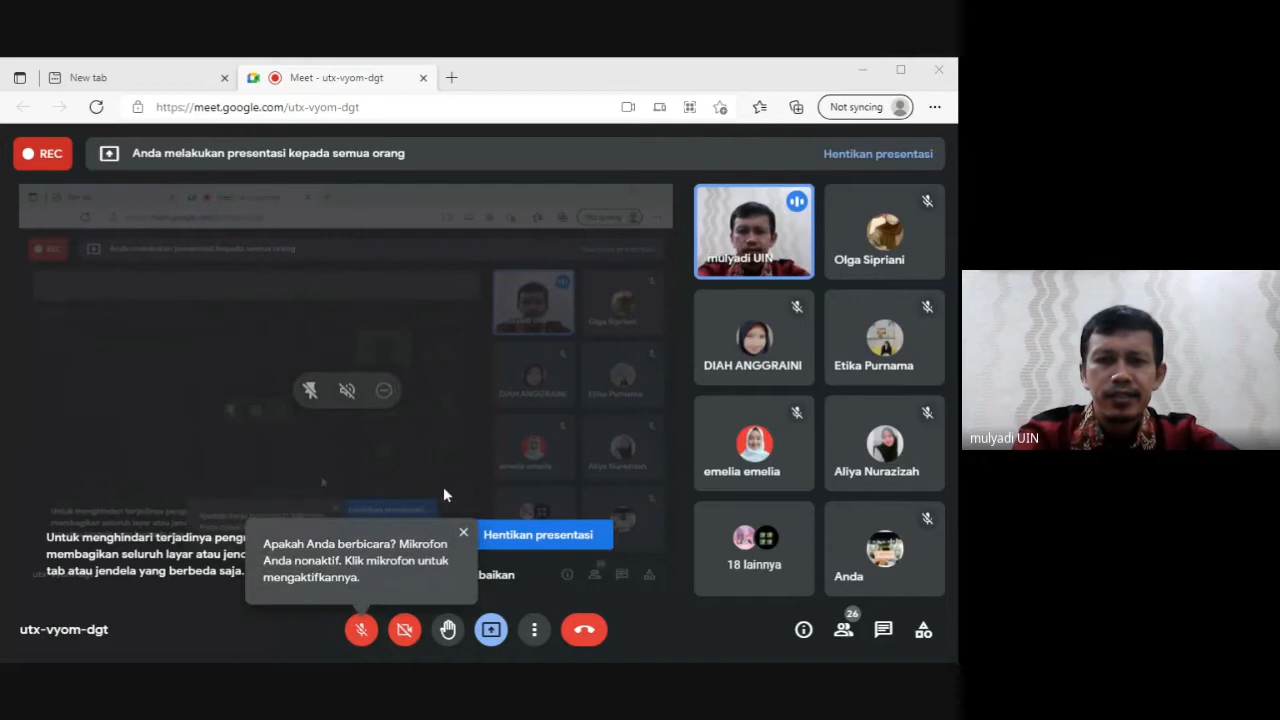 New tab
Meet - utx-vyom-dgt
https://meet.google.com/utx-vyom-dgt
Not syncing
REC
Anda melakukan presentasi kepada semua orang
Hentikan presentasi
mulyadi UIN
Olga Sipriani
DIAH ANGGRAINI
Etika Purnama
emelia emelia
Aliya Nurazizah
18 lainnya
Anda
Untuk menghindari terjadinya
membagikan seluruh layar atau
tab atau jendela yang berbeda saja.
Hentikan presentasi
Apakah Anda berbicara? Mikrofon
Anda nonaktif. Klik mikrofon untuk
mengaktifkannya.
utx-vyom-dgt
26
mulyadi UIN